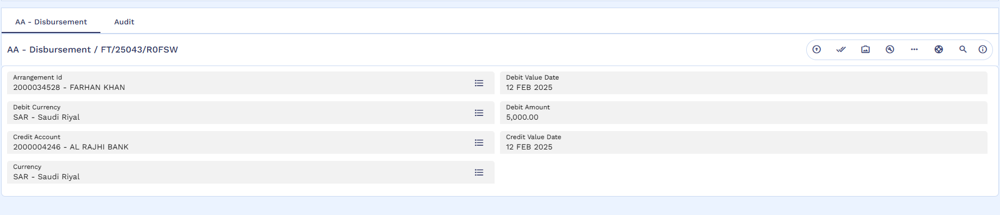 AA - Disbursement
Audit
AA - Disbursement / FT/25043/R0FSW
Arrangement Id
2000034528 - FARHAN KHAN
Debit Value Date
12 FEB 2025
Debit Currency
SAR - Saudi Riyal
Debit Amount
5,000.00
Credit Account
2000004246 - AL RAJHI BANK
Credit Value Date
12 FEB 2025
Currency
SAR - Saudi Riyal